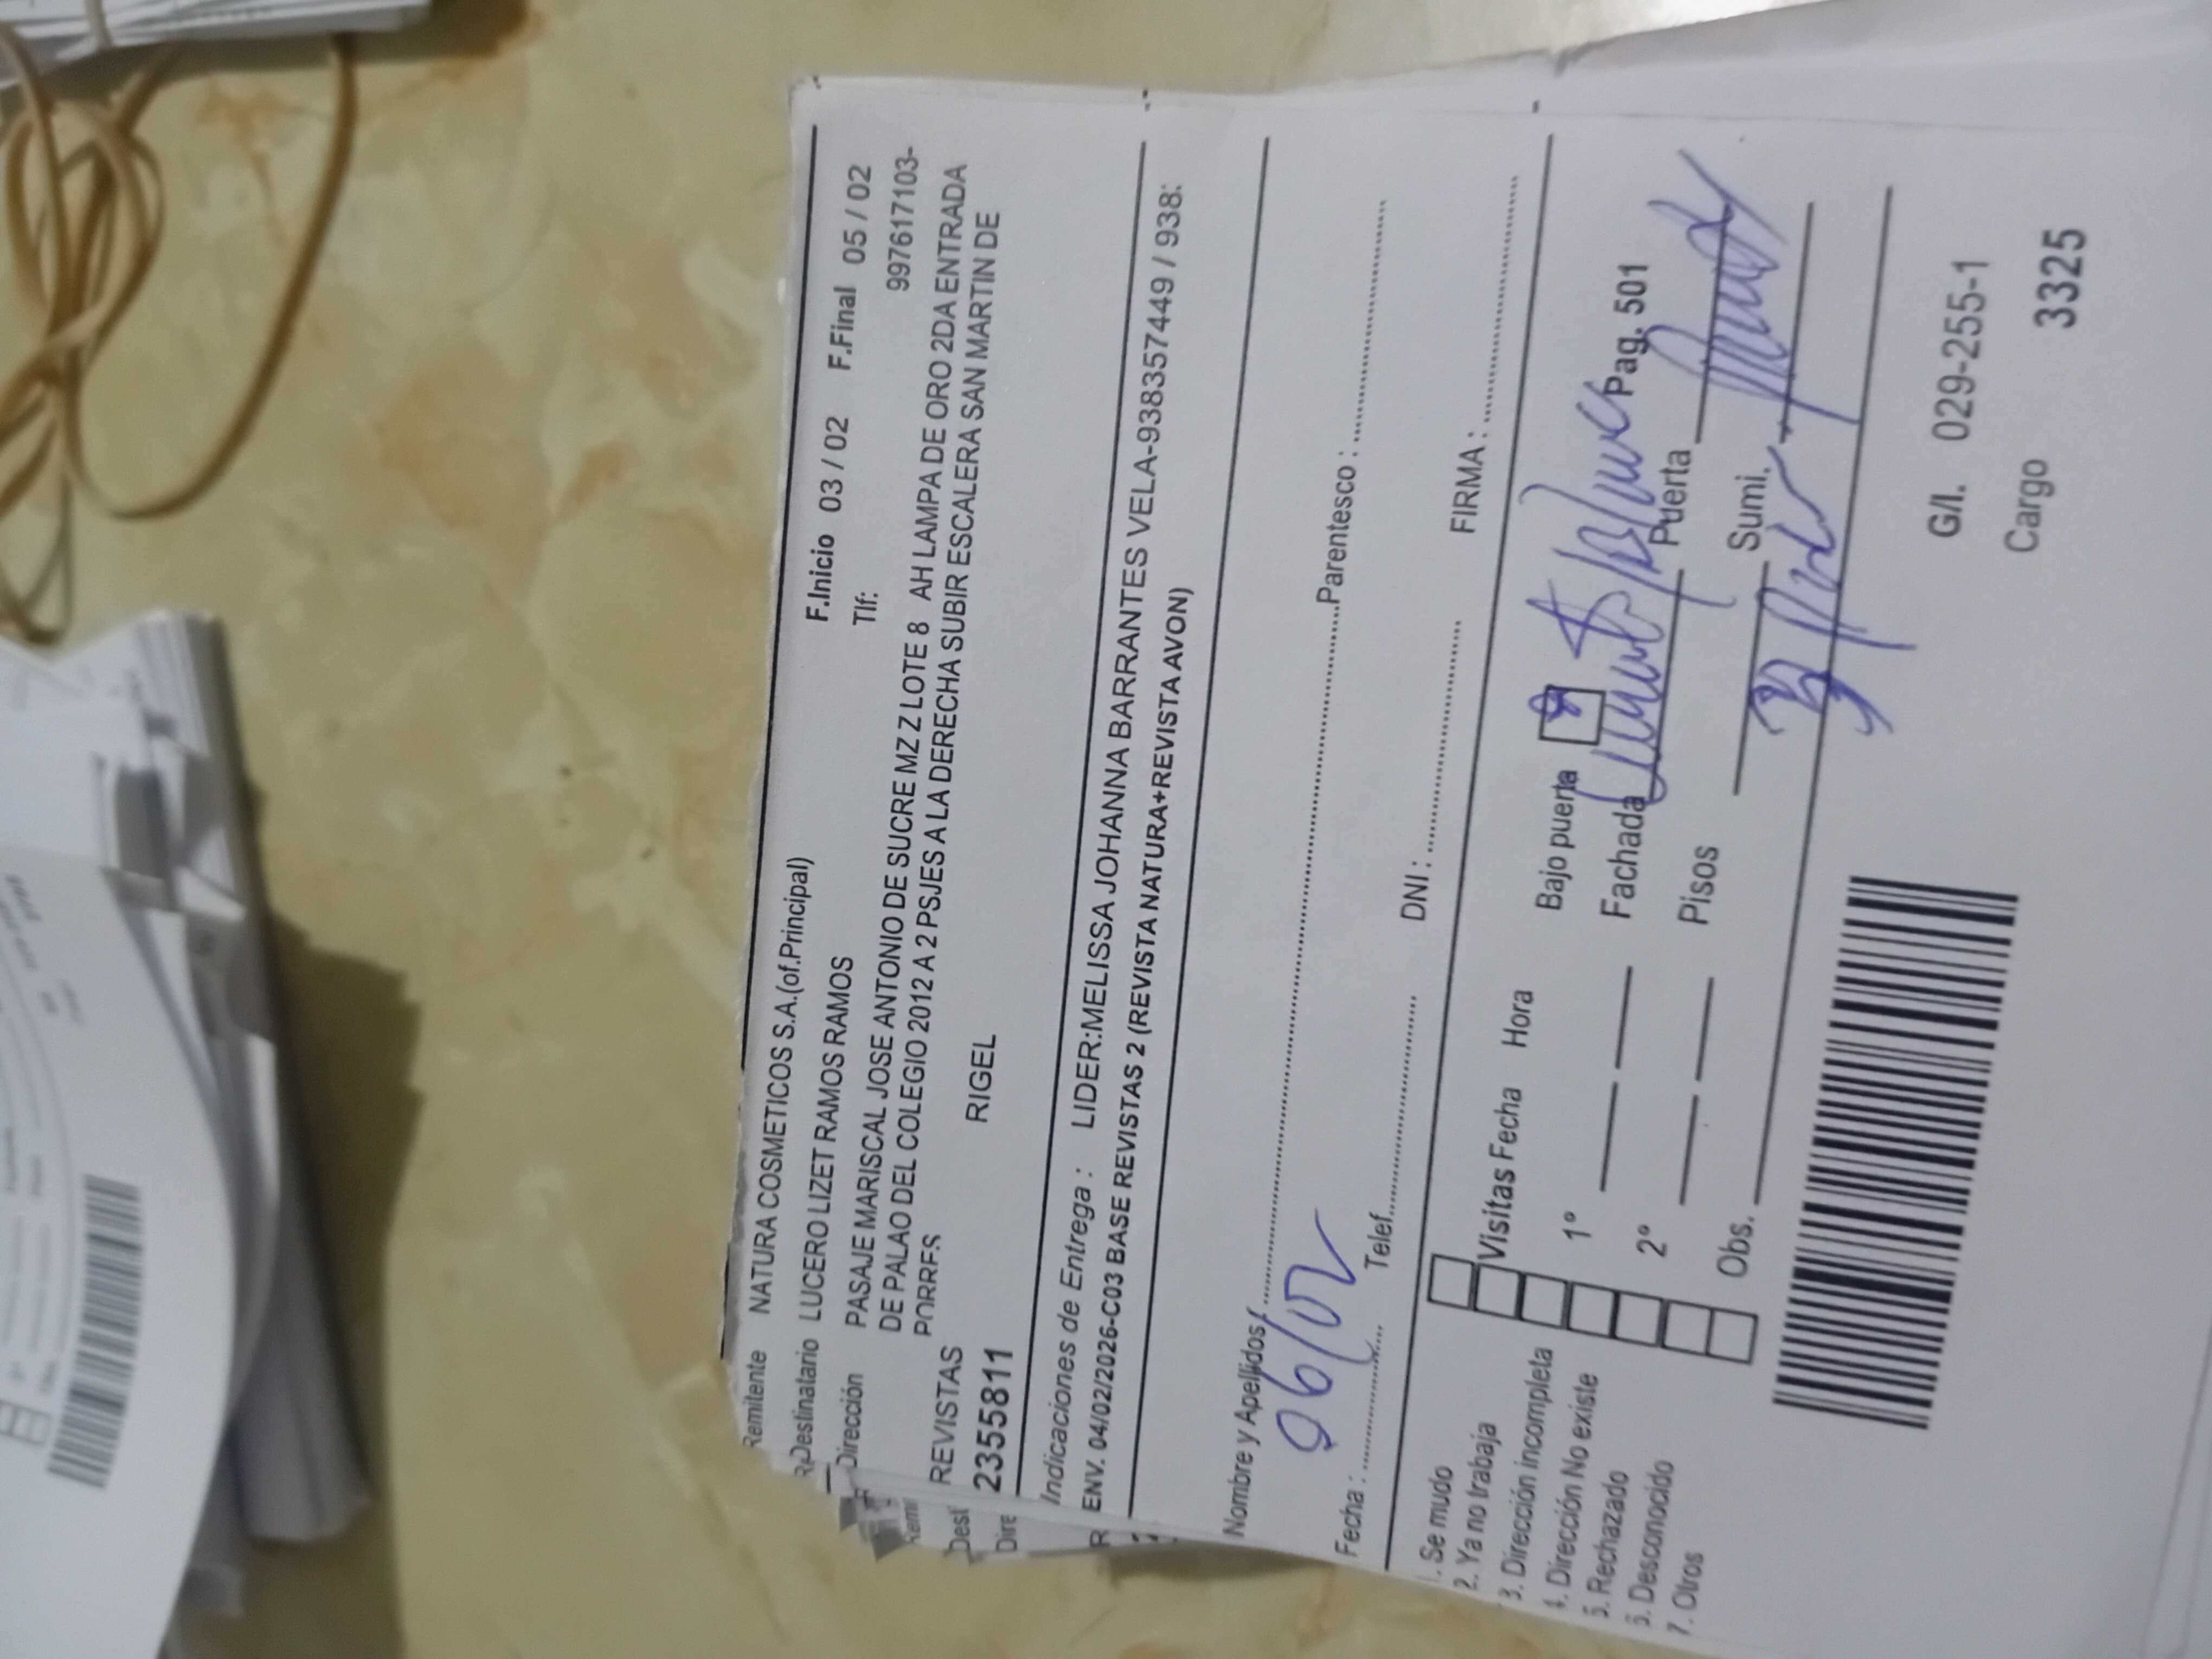 Remitente NATURA COSMETICOS S.A.(of.Principal)
Destinatario LUCERO LIZET RAMOS RAMOS F.Inicio 03 / 02 F.Final 05 / 02
Dirección PASAJE MARISCAL JOSE ANTONIO DE SUCRE MZ Z LOTE 8 AH LAMPA DE ORO 2DA ENTRADA Tlf: 997617103-
DE PALAO DEL COLEGIO 2012 A 2 PSJES A LA DERECHA SUBIR ESCALERA SAN MARTIN DE
PORRES
REVISTAS
2355811 RIGEL
Indicaciones de Entrega : LIDER:MELISSA JOHANNA BARRANTES VELA-938357449 / 938:
ENV. 04/02/2026-C03 BASE REVISTAS 2 (REVISTA NATURA+REVISTA AVON)
Nombre y Apellidos : Parentesco :
06/02
Fecha : Telef. DNI : FIRMA :
1. Se mudo
2. Ya no trabaja
3. Dirección incompleta
4. Dirección No existe
5. Rechazado
6. Desconocido
7. Otros
Visitas Fecha Hora
1°
2°
Obs.
Bajo puerta Pag. 501
Fachada Puerta
Pisos Sumi.
G/I. 029-255-1
Cargo 3325
Dest
Dire
R